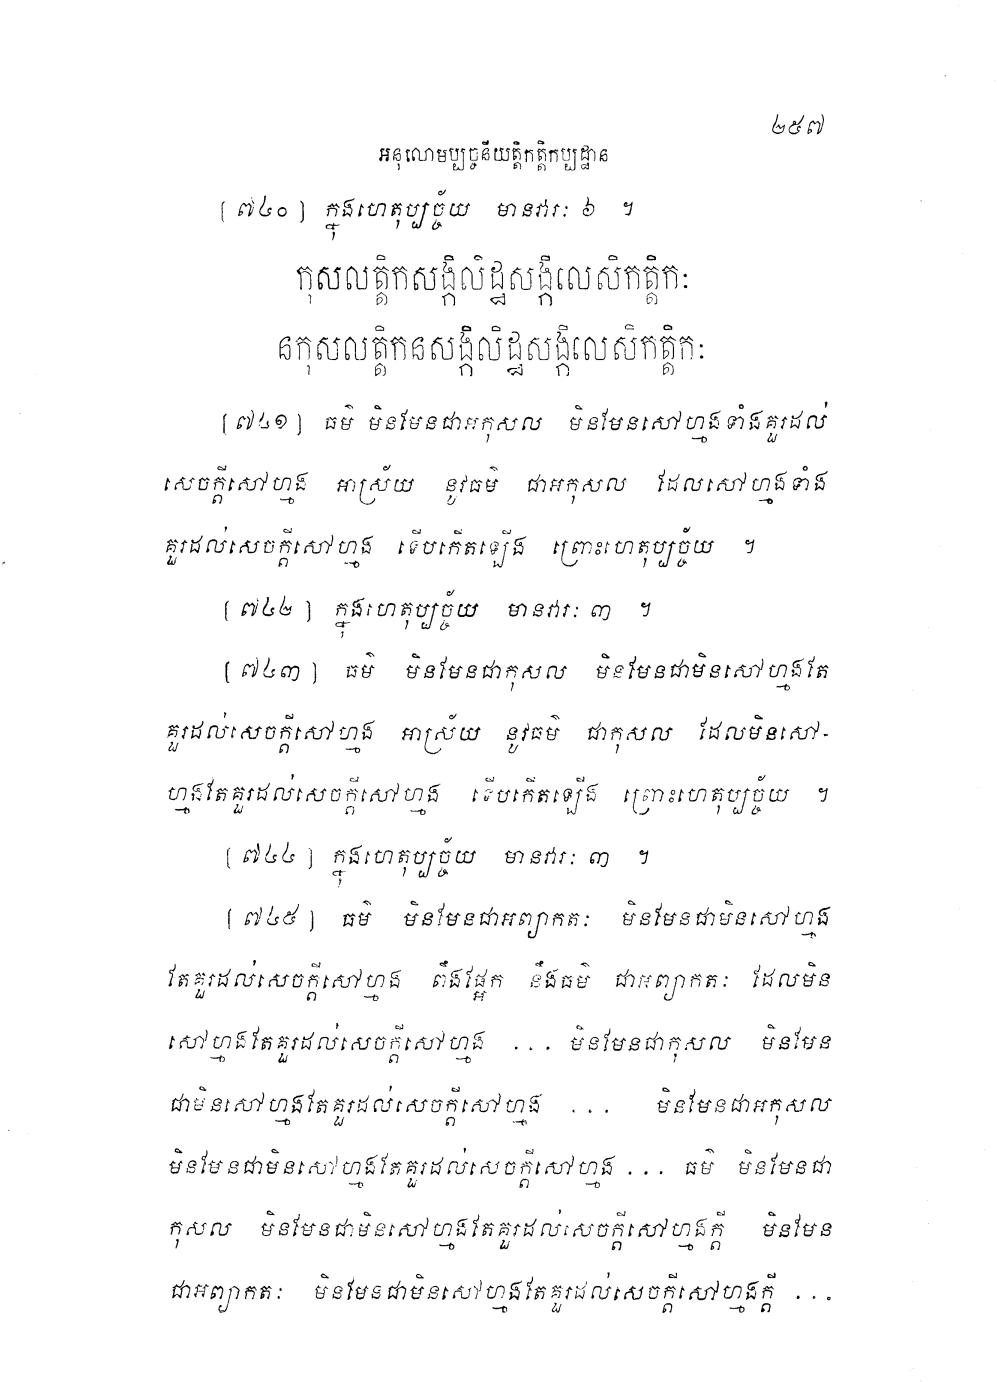 ២៥៧
អនុលោមប្បច្ចនីយត្តិកត្តិកប្បដ្ឋាន
[ ៧៤០ ] ក្នុងហេតុប្បច្ច័យ មានវារៈ ៦ ។
កុសលត្តិកសង្កិលិដ្ឋសង្កិលេសិកត្តិកៈ
នកុសលត្តិកនសង្កិលិដ្ឋសង្កិលេសិកត្តិកៈ
[ ៧៤១ ] ធម៌ មិនមែនជាអកុសល មិនមែនសៅហ្មងទាំងគួរដល់
សេចក្តីសៅហ្មង អាស្រ័យ នូវធម៌ ជាអកុសល ដែលសៅហ្មងទាំង
គួរដល់សេចក្តីសៅហ្មង ទើបកើតឡើង ព្រោះហេតុប្បច្ច័យ ។
[ ៧៤២ ] ក្នុងហេតុប្បច្ច័យ មានវារៈ ៣ ។
[ ៧៤៣ ] ធម៌ មិនមែនជាកុសល មិនមែនជាមិនសៅហ្មងតែ
គួរដល់សេចក្តីសៅហ្មង អាស្រ័យ នូវធម៌ ជាកុសល ដែលមិនសៅ-
ហ្មងតែគួរដល់សេចក្តីសៅហ្មង ទើបកើតឡើង ព្រោះហេតុប្បច្ច័យ ។
[ ៧៤៤ ] ក្នុងហេតុប្បច្ច័យ មានវារៈ ៣ ។
[ ៧៤៥ ] ធម៌ មិនមែនជាអព្យាកតៈ មិនមែនជាមិនសៅហ្មង
តែគួរដល់សេចក្តីសៅហ្មង ពឹងផ្អែក នឹងធម៌ ជាអព្យាកតៈ ដែលមិន
សៅហ្មងតែគួរដល់សេចក្តីសៅហ្មង ... មិនមែនជាកុសល មិនមែន
ជាមិនសៅហ្មងតែគួរដល់សេចក្តីសៅហ្មង ... មិនមែនជាអកុសល
មិនមែនជាមិនសៅហ្មងតែគួរដល់សេចក្តីសៅហ្មង ... ធម៌ មិនមែនជា
កុសល មិនមែនជាមិនសៅហ្មងតែគួរដល់សេចក្តីសៅហ្មងក្តី មិនមែន
ជាអព្យាកតៈ មិនមែនជាមិនសៅហ្មងតែគួរដល់សេចក្តីសៅហ្មងក្តី ...